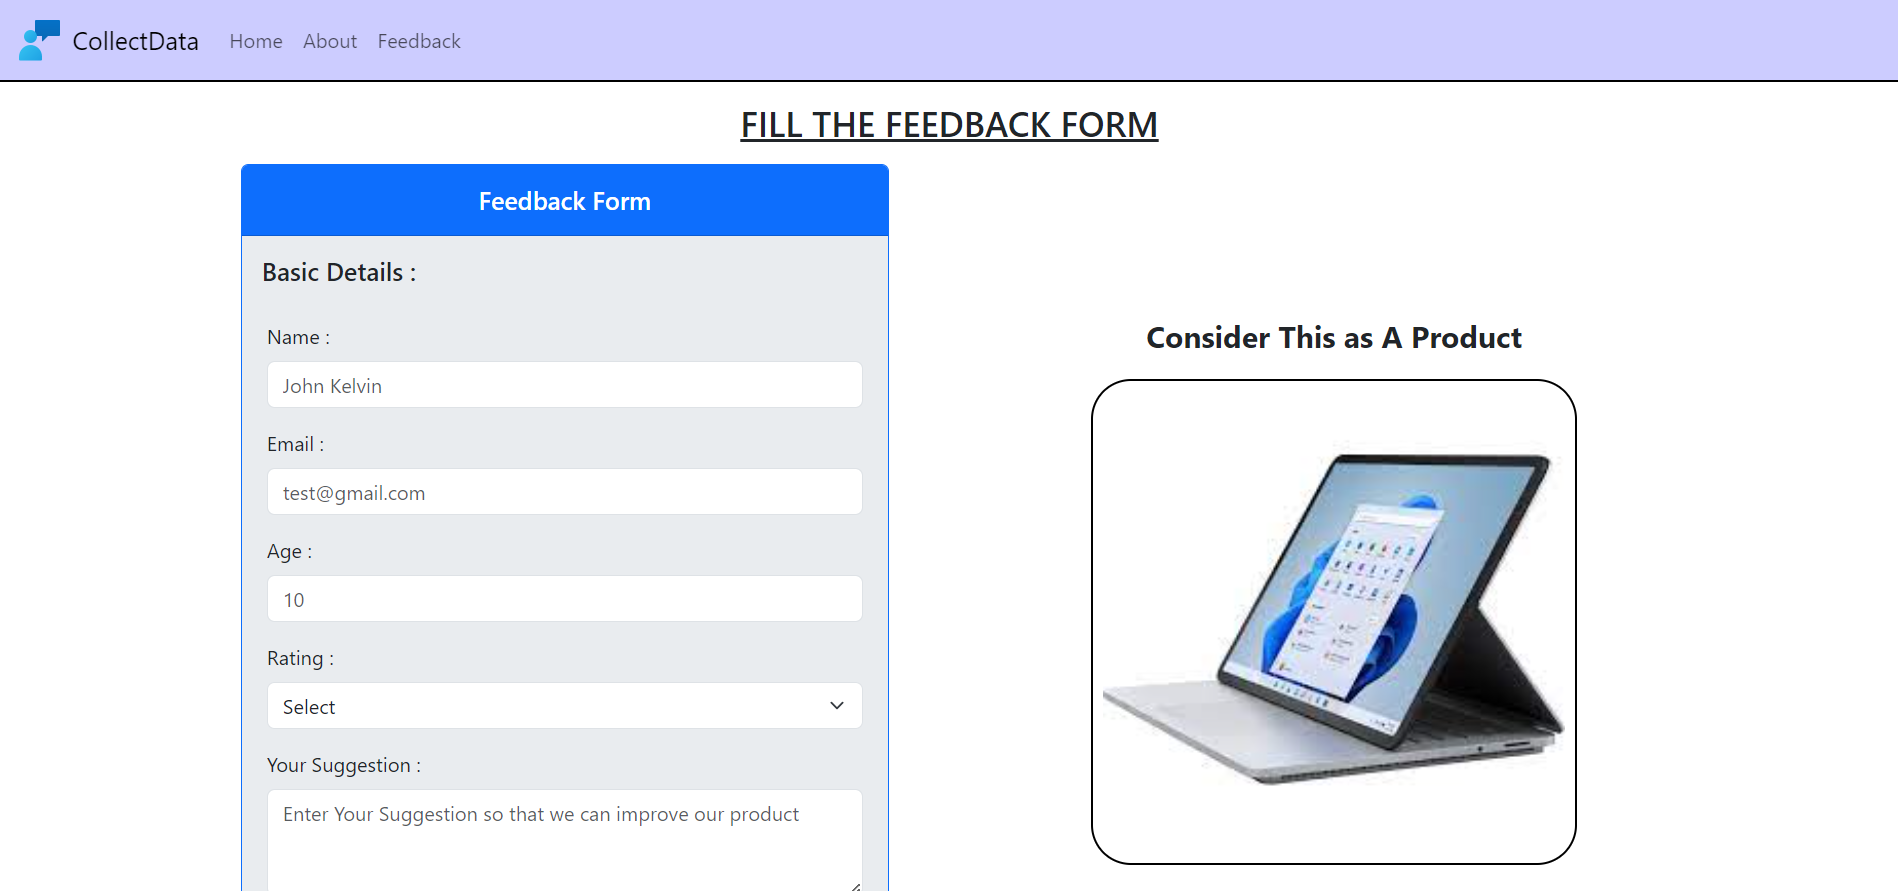 CollectData Home About Feedback
FILL THE FEEDBACK FORM
Feedback Form
Basic Details :
Name :
John Kelvin
Email :
test@gmail.com
Age :
10
Rating :
Select
Your Suggestion :
Enter Your Suggestion so that we can improve our product
Consider This as A Product